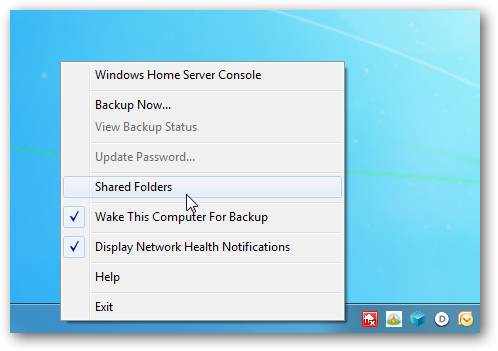 Windows Home Server Console
Backup Now...
View Backup Status
Update Password...
Shared Folders
Wake This Computer For Backup
Display Network Health Notifications
Help
Exit
D